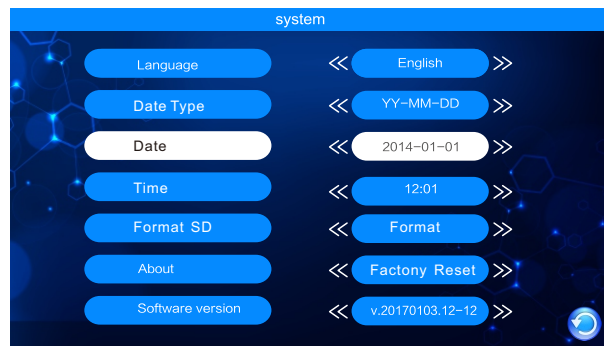 system
Language English
Date Type YY-MM-DD
Date 2014-01-01
Time 12:01
Format SD Format
About Factony Reset
Software version v.20170103.12-12